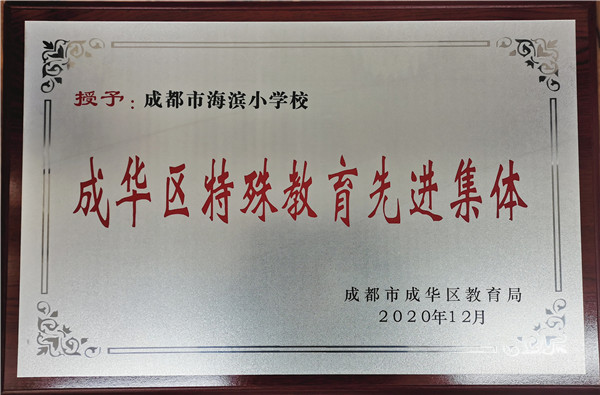 授予：成都市海滨小学校
成华区特殊教育先进集体
成都市成华区教育局
2020年12月